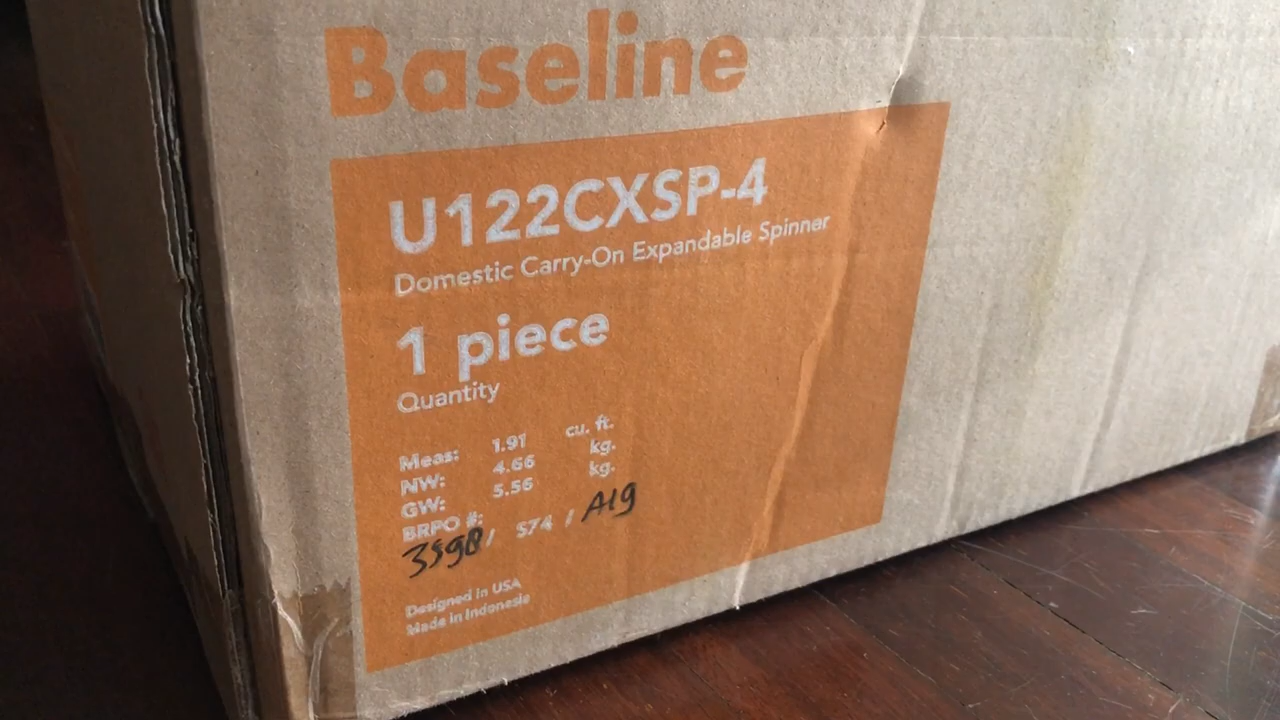 Baseline
U122CXSP-4
Domestic Carry-On Expandable Spinner
1 piece
Quantity
Meas: 1.91 cu. ft.
NW: 4.66 kg.
GW: 5.56 kg.
BRPO #:
3598 / 574 / A19
Designed in USA
Made in Indonesia